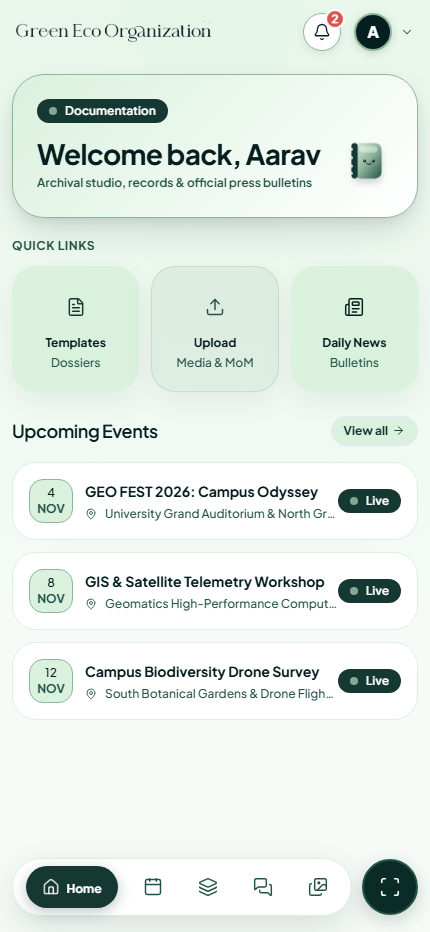 Green Eco Organization
2
A
Documentation
Welcome back, Aarav
Archival studio, records & official press bulletins
QUICK LINKS
Templates
Dossiers
Upload
Media & MoM
Daily News
Bulletins
Upcoming Events
View all →
4
NOV
GEO FEST 2026: Campus Odyssey
University Grand Auditorium & North Gr...
Live
8
NOV
GIS & Satellite Telemetry Workshop
Geomatics High-Performance Comput...
Live
12
NOV
Campus Biodiversity Drone Survey
South Botanical Gardens & Drone Fligh...
Live
Home